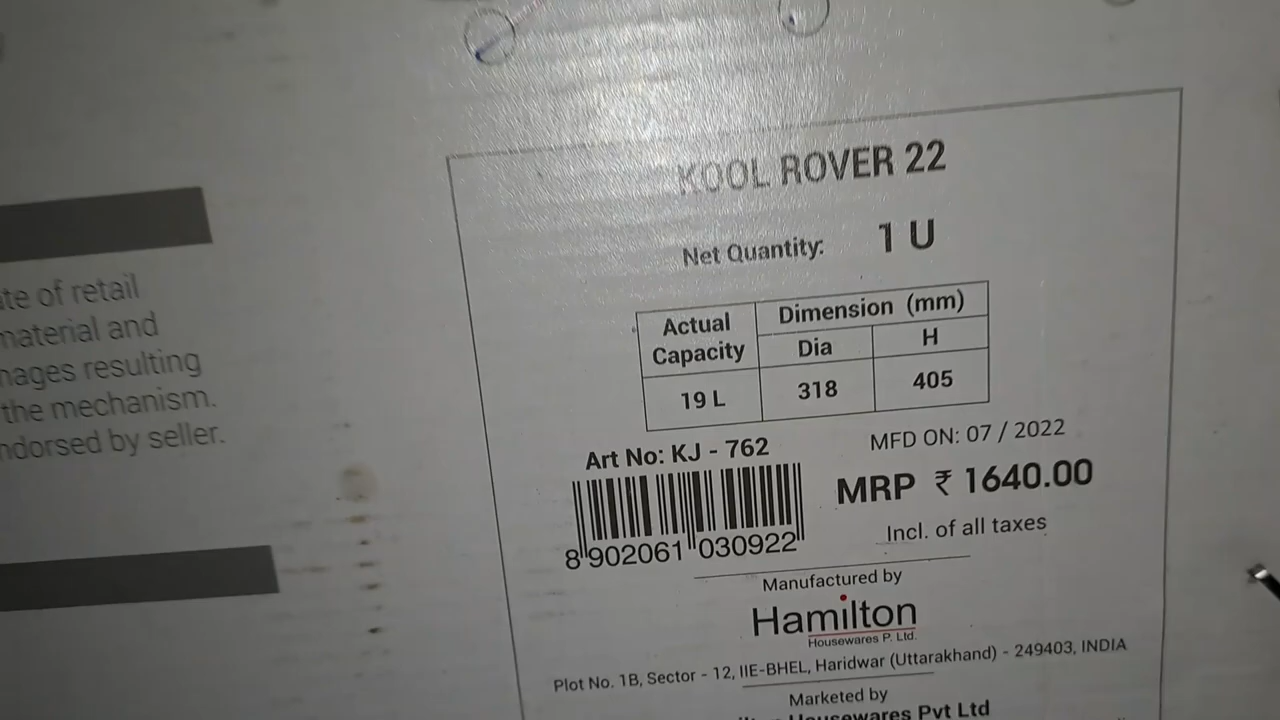 te of retail
material and
mages resulting
the mechanism.
ndorsed by seller.
KOOL ROVER 22
Net Quantity: 1 U
Actual Capacity
Dimension (mm)
Dia H
19 L 318 405
Art No: KJ - 762
MFD ON: 07 / 2022
MRP ₹ 1640.00
Incl. of all taxes
8 902061 030922
Manufactured by
Hamilton
Housewares P. Ltd.
Plot No. 1B, Sector - 12, IIE-BHEL, Haridwar (Uttarakhand) - 249403, INDIA
Marketed by
Housewares Pvt Ltd